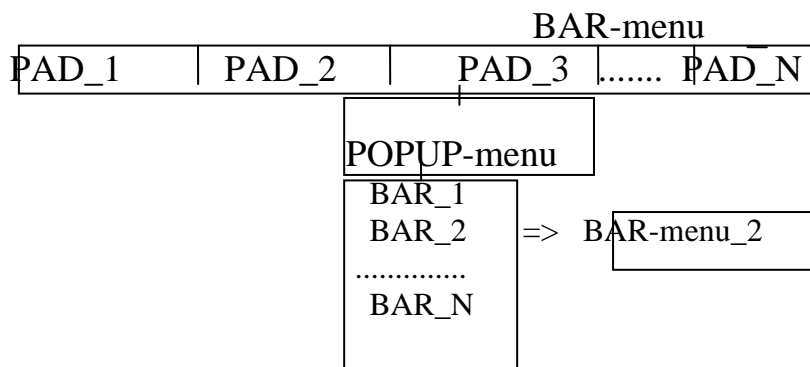 BAR-menu
PAD_1 PAD_2 PAD_3 ....... PAD_N
POPUP-menu
BAR_1
BAR_2 => BAR-menu_2
..............
BAR_N